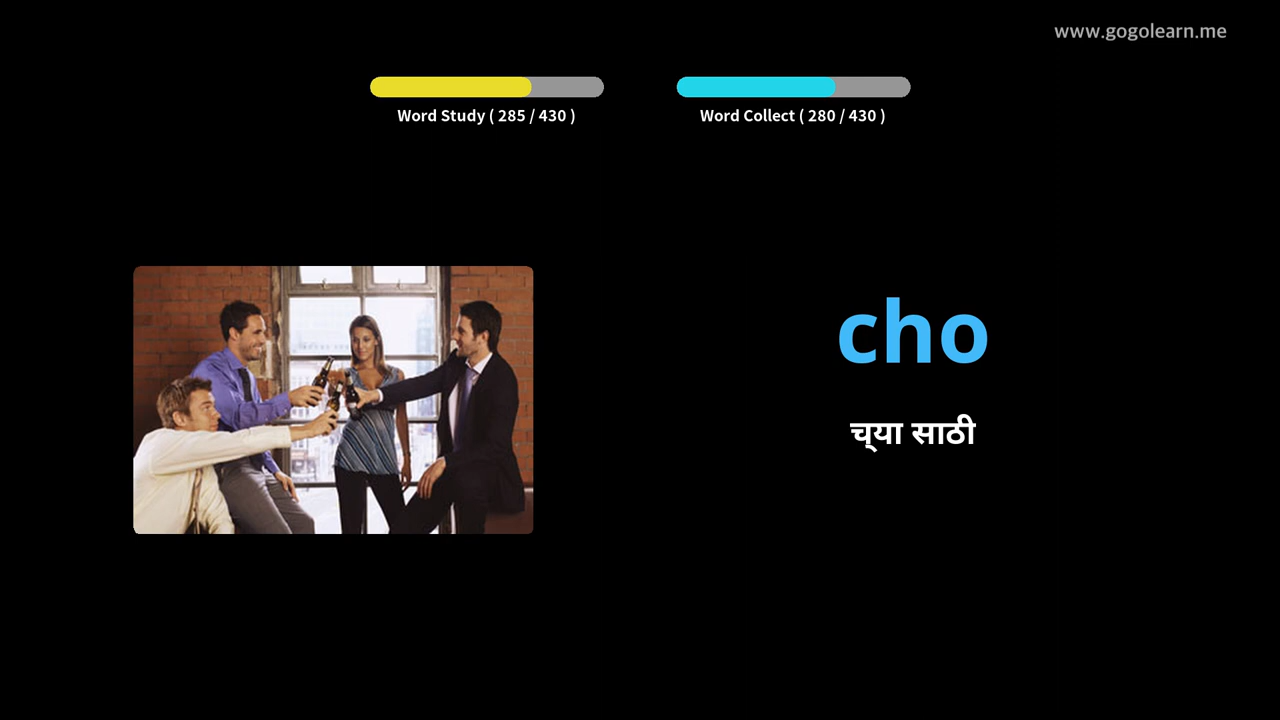 www.gogolearn.me
Word Study ( 285 / 430 )
Word Collect ( 280 / 430 )
cho
च्या साठी